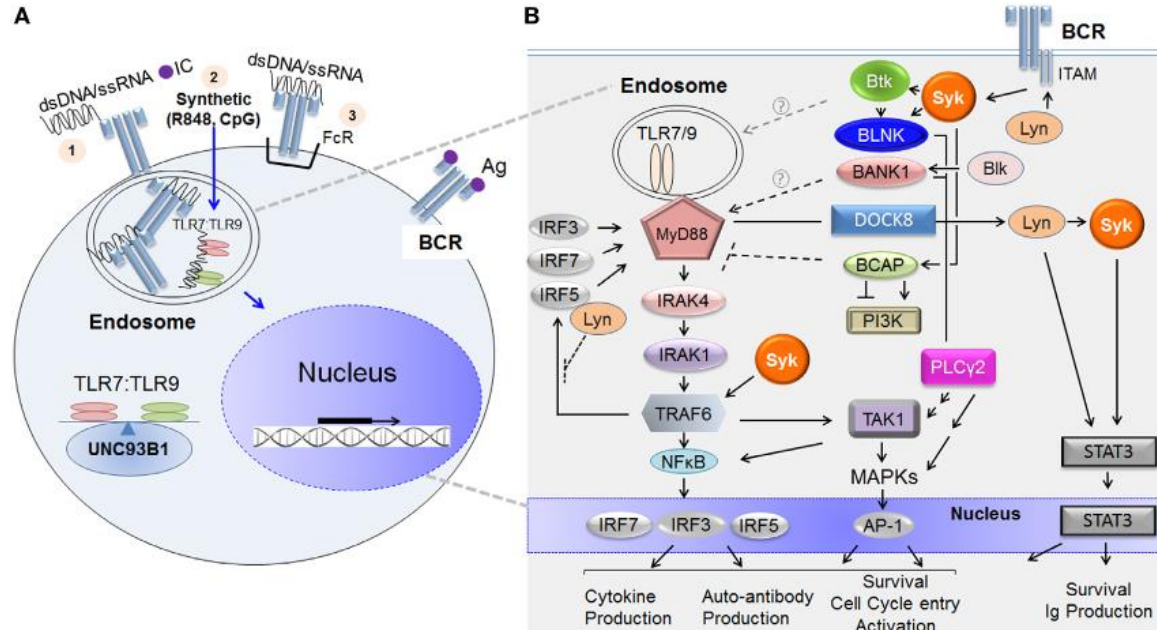 A
dsDNA/ssRNA
IC
2
dsDNA/ssRNA
Synthetic
(R848, CpG)
3
1
FcR
Ag
TLR7:TLR9
BCR
Endosome
Nucleus
TLR7:TLR9
UNC93B1
B
BCR
ITAM
Endosome
Btk
Syk
Lyn
?
TLR7/9
BLNK
BANK1
Blk
?
IRF3
MyD88
DOCK8
Lyn
Syk
IRF7
BCAP
IRF5
Lyn
IRAK4
PI3K
IRAK1
Syk
PLCγ2
TRAF6
TAK1
NFκB
MAPKs
STAT3
Nucleus
IRF7
IRF3
IRF5
AP-1
STAT3
Cytokine
Production
Auto-antibody
Production
Survival
Cell Cycle entry
Activation
Survival
Ig Production